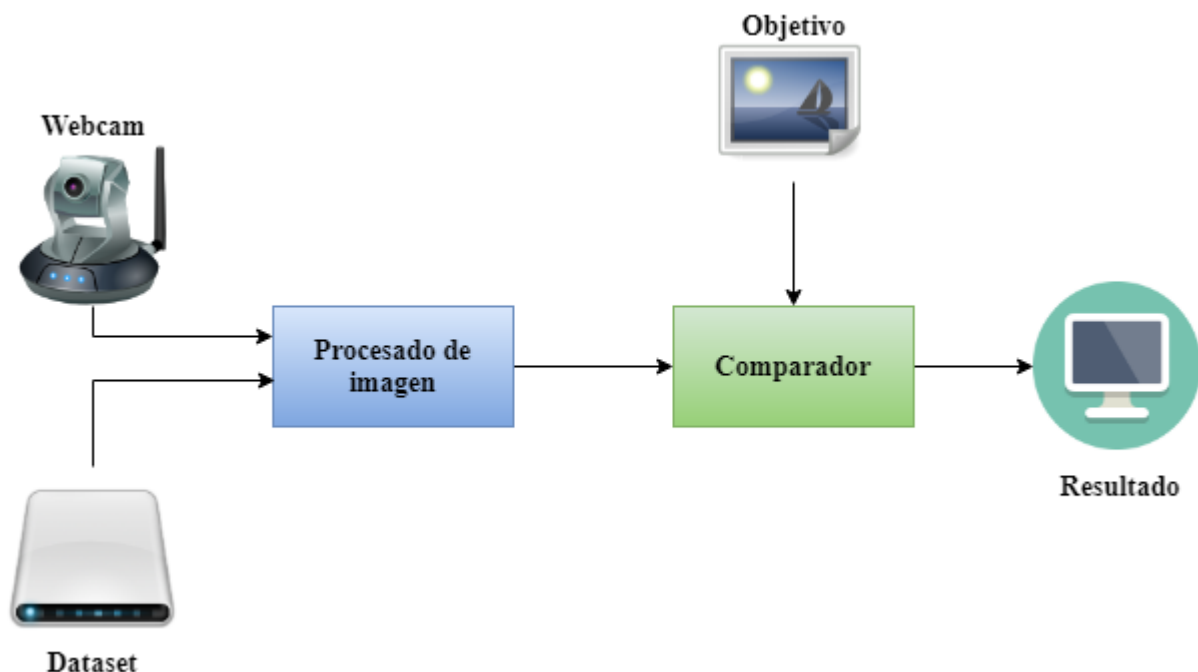 Objetivo
Webcam
Procesado de
imagen
Comparador
Resultado
Dataset